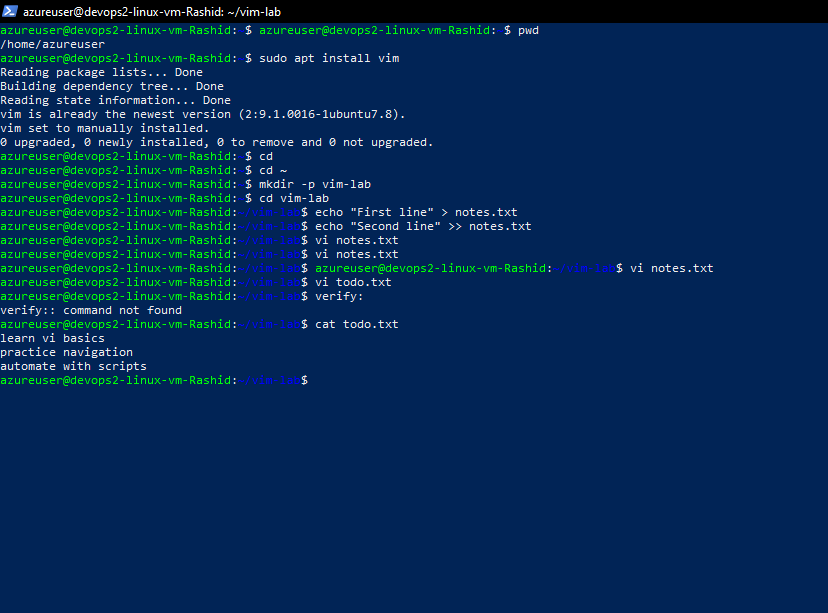 azureuser@devops2-linux-vm-Rashid: ~/vim-lab
azureuser@devops2-linux-vm-Rashid:~$ azureuser@devops2-linux-vm-Rashid:~$ pwd
/home/azureuser
azureuser@devops2-linux-vm-Rashid:~$ sudo apt install vim
Reading package lists... Done
Building dependency tree... Done
Reading state information... Done
vim is already the newest version (2:9.1.0016-1ubuntu7.8).
vim set to manually installed.
0 upgraded, 0 newly installed, 0 to remove and 0 not upgraded.
azureuser@devops2-linux-vm-Rashid:~$ cd
azureuser@devops2-linux-vm-Rashid:~$ cd ~
azureuser@devops2-linux-vm-Rashid:~$ mkdir -p vim-lab
azureuser@devops2-linux-vm-Rashid:~$ cd vim-lab
azureuser@devops2-linux-vm-Rashid:~/vim-lab$ echo "First line" > notes.txt
azureuser@devops2-linux-vm-Rashid:~/vim-lab$ echo "Second line" >> notes.txt
azureuser@devops2-linux-vm-Rashid:~/vim-lab$ vi notes.txt
azureuser@devops2-linux-vm-Rashid:~/vim-lab$ vi notes.txt
azureuser@devops2-linux-vm-Rashid:~/vim-lab$ azureuser@devops2-linux-vm-Rashid:~/vim-lab$ vi notes.txt
azureuser@devops2-linux-vm-Rashid:~/vim-lab$ vi todo.txt
azureuser@devops2-linux-vm-Rashid:~/vim-lab$ verify:
verify:: command not found
azureuser@devops2-linux-vm-Rashid:~/vim-lab$ cat todo.txt
learn vi basics
practice navigation
automate with scripts
azureuser@devops2-linux-vm-Rashid:~/vim-lab$